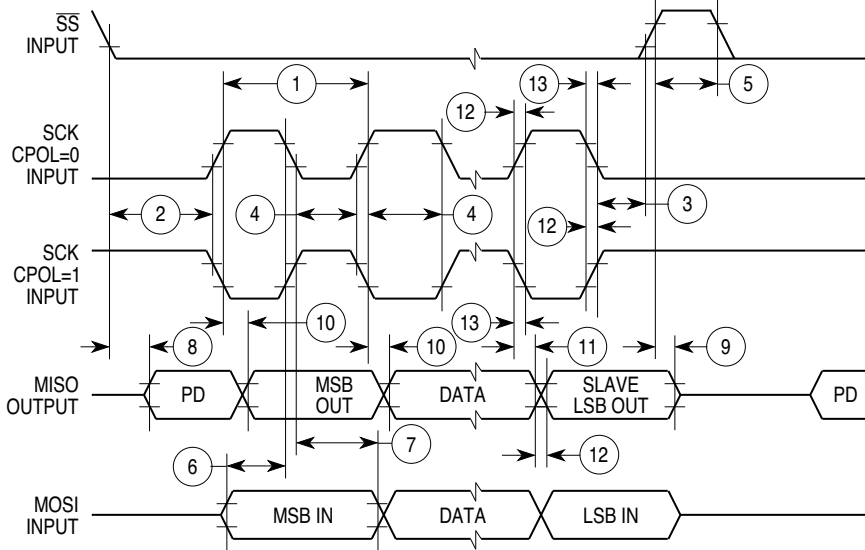 SS
INPUT
5
1
13
12
SCK
CPOL=0
INPUT
2
4
4
3
12
SCK
CPOL=1
INPUT
8
10
13
10
11
9
MISO
OUTPUT
PD
MSB
OUT
DATA
SLAVE
LSB OUT
PD
6
7
12
MOSI
INPUT
MSB IN
DATA
LSB IN